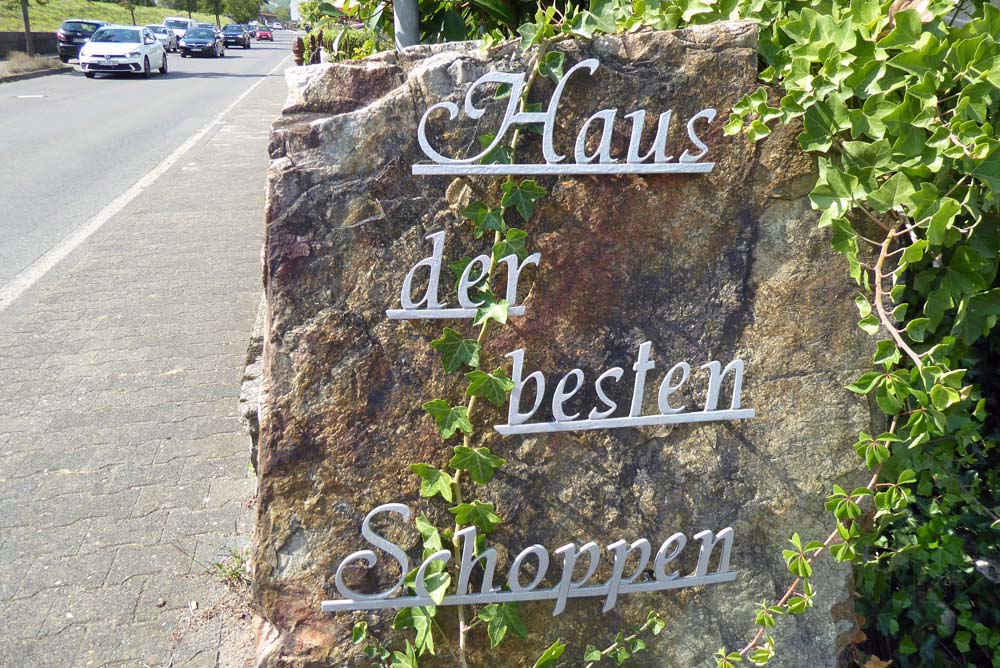 Haus
der
besten
Schoppen